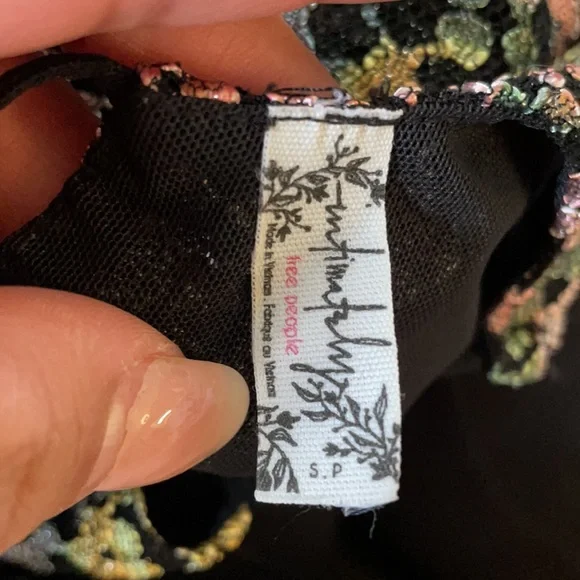 intimately
free people
Made in Vietnam . Fabriqué au Vietnam
S.P